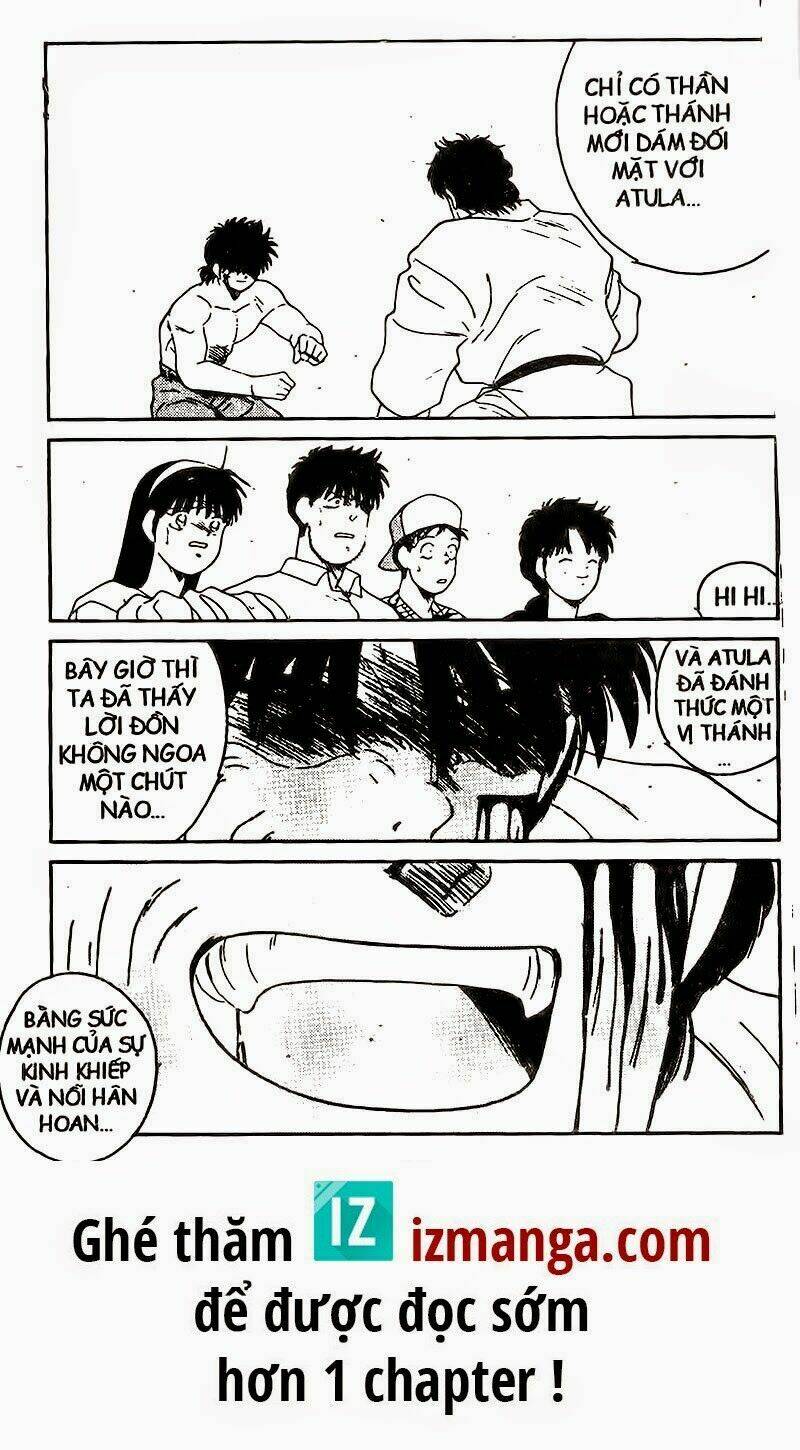 CHỈ CÓ THẦN
HOẶC THÁNH
MỚI DÁM ĐỐI
MẶT VỚI
ATULA...
HI HI...
VÀ ATULA
ĐÃ ĐÁNH
THỨC MỘT
VỊ THÁNH
...
BÂY GIỜ THÌ
TA ĐÃ THẤY
LỜI ĐỒN
KHÔNG NGOA
MỘT CHÚT
NÀO...
BẰNG SỨC
MẠNH CỦA SỰ
KINH KHIẾP
VÀ NỖI HÂN
HOAN...
Ghé thăm IZ izmanga.com
để được đọc sớm
hơn 1 chapter !